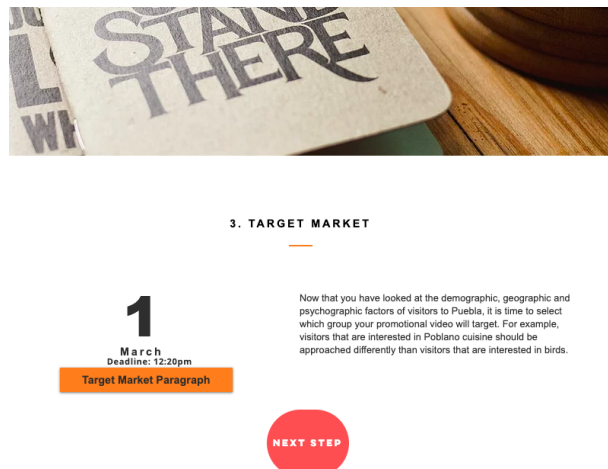 STAND
THERE
WH
3. TARGET MARKET
1
March
Deadline: 12:20pm
Target Market Paragraph
Now that you have looked at the demographic, geographic and
psychographic factors of visitors to Puebla, it is time to select
which group your promotional video will target. For example,
visitors that are interested in Poblano cuisine should be
approached differently than visitors that are interested in birds.
NEXT STEP